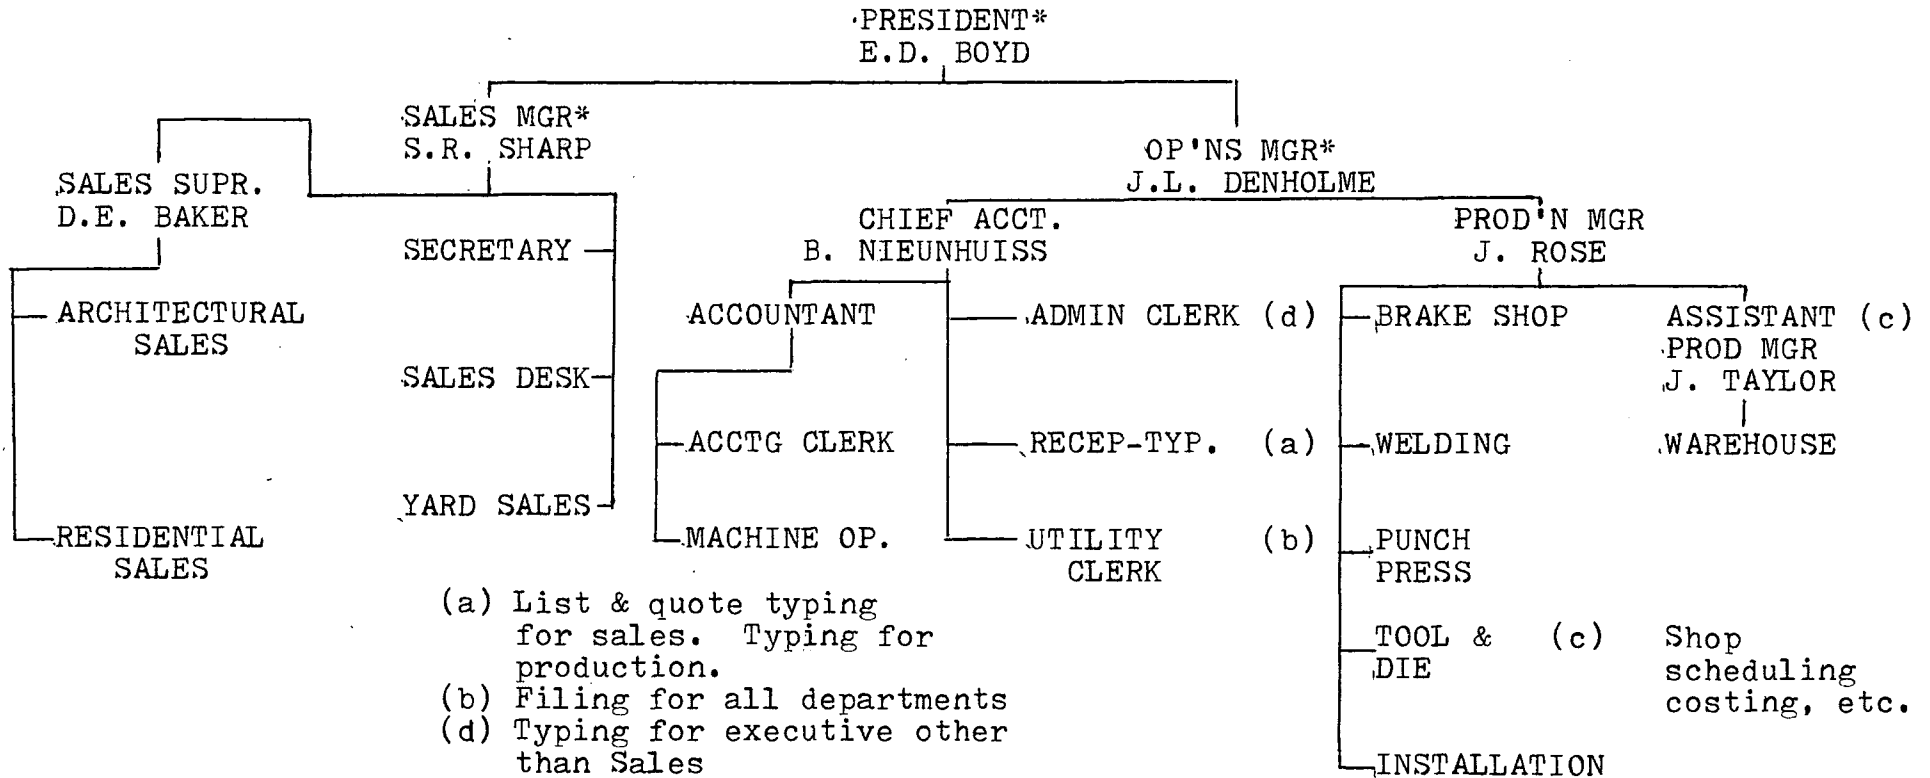 PRESIDENT*
E.D. BOYD
SALES MGR*
S.R. SHARP
OP'NS MGR*
J.L. DENHOLME
SALES SUPR.
D.E. BAKER
CHIEF ACCT.
B. NIEUNHUISS
PROD'N MGR
J. ROSE
ARCHITECTURAL
SALES
RESIDENTIAL
SALES
SECRETARY
SALES DESK
YARD SALES
ACCOUNTANT
ACCTG CLERK
MACHINE OP.
ADMIN CLERK (d)
RECEP-TYP. (a)
UTILITY (b)
CLERK
BRAKE SHOP
WELDING
PUNCH
PRESS
TOOL &
DIE
INSTALLATION
ASSISTANT (c)
PROD MGR
J. TAYLOR
WAREHOUSE
(a) List & quote typing
for sales. Typing for
production.
(b) Filing for all departments
(d) Typing for executive other
than Sales
(c) Shop
scheduling
costing, etc.